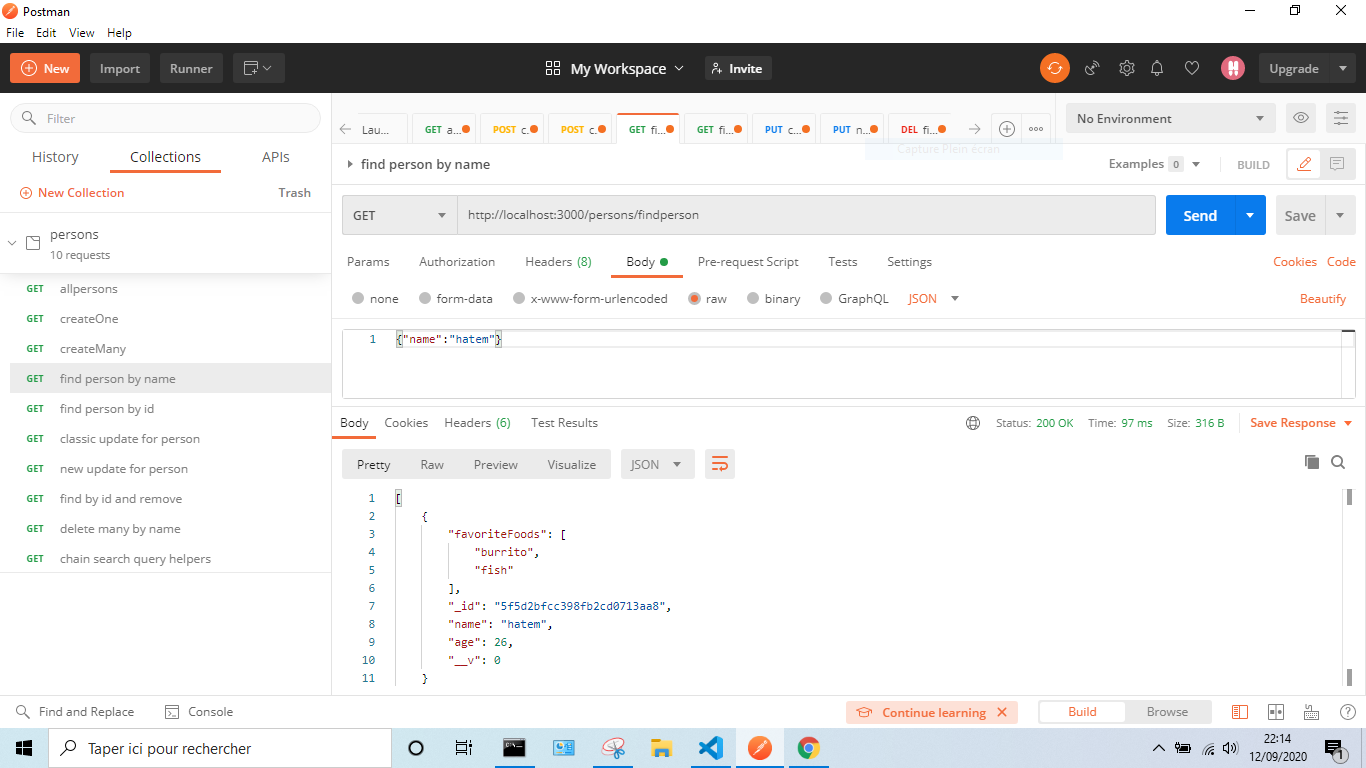 Postman
File Edit View Help
New Import Runner My Workspace Invite Upgrade
Filter
History Collections APIs
New Collection Trash
persons
10 requests
GET allpersons
GET createOne
GET createMany
GET find person by name
GET find person by id
GET classic update for person
GET new update for person
GET find by id and remove
GET delete many by name
GET chain search query helpers
Lau... GET a... POST c. POST c. GET fi... GET fi... PUT c... PUT n... DEL fi... No Environment
Capture Plein écran
find person by name Examples 0 BUILD
GET http://localhost:3000/persons/findperson Send Save
Params Authorization Headers (8) Body Pre-request Script Tests Settings Cookies Code
none form-data x-www-form-urlencoded raw binary GraphQL JSON Beautify
1 {"name":"hatem"}
Body Cookies Headers (6) Test Results Status: 200 OK Time: 97 ms Size: 316 B Save Response
Pretty Raw Preview Visualize JSON
1 [
2 {
3 "favoriteFoods": [
4 "burrito",
5 "fish"
6 ],
7 "_id": "5f5d2bfcc398fb2cd0713aa8",
8 "name": "hatem",
9 "age": 26,
10 "__v": 0
11 }
Find and Replace Console Continue learning Build Browse
Taper ici pour rechercher 22:14
12/09/2020 1